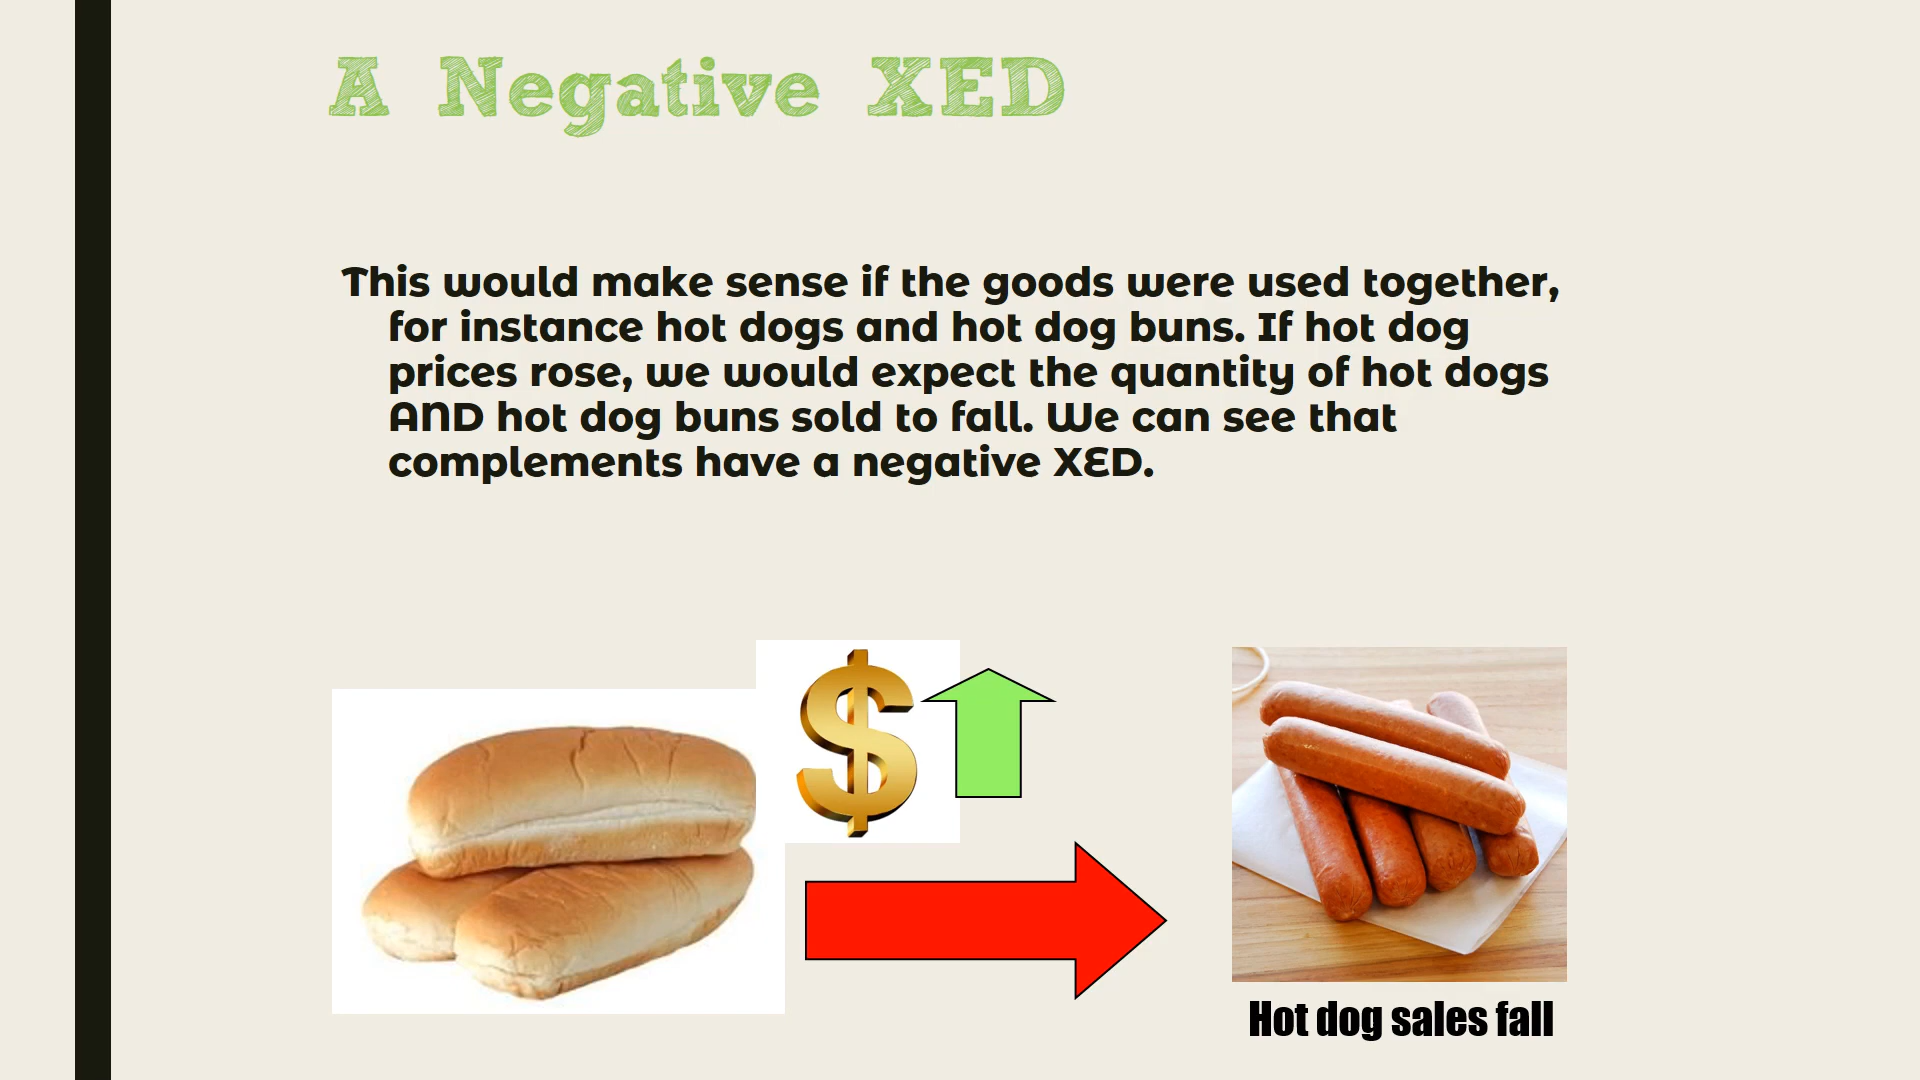 A Negative XED
This would make sense if the goods were used together,
for instance hot dogs and hot dog buns. If hot dog
prices rose, we would expect the quantity of hot dogs
AND hot dog buns sold to fall. We can see that
complements have a negative XED.
$
Hot dog sales fall